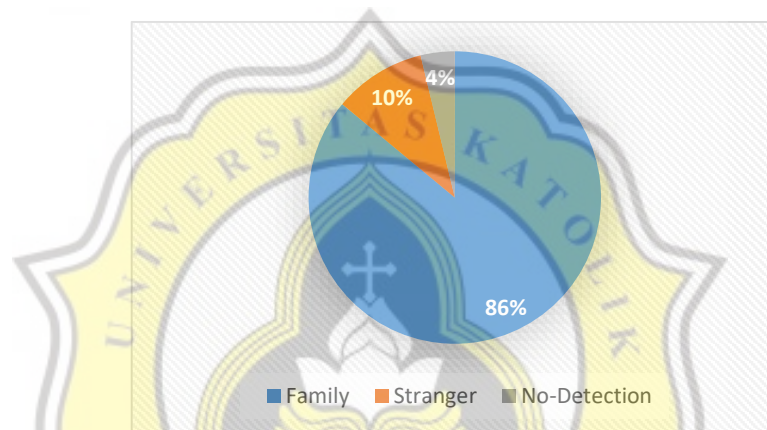 4%
10%
UNIVERSITAS KATOLIK
86%
Family Stranger No-Detection